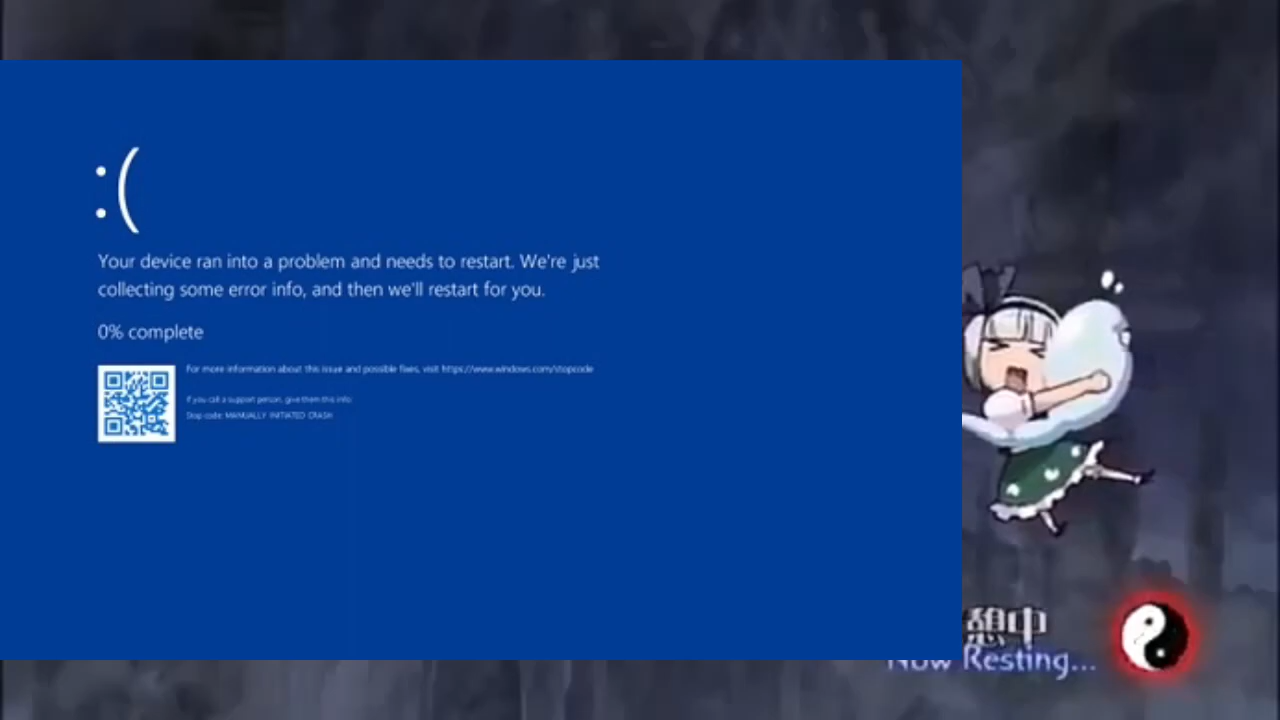 :(
Your device ran into a problem and needs to restart. We're just
collecting some error info, and then we'll restart for you.
0% complete
For more information about this issue and possible fixes, visit https://www.windows.com/stopcode
If you call a support person, give them this info:
Stop code: MANUALLY INITIATED CRASH
想中
Now Resting...